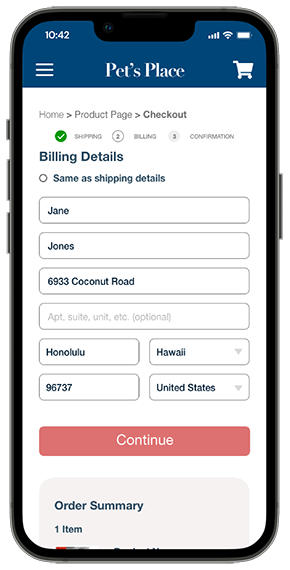 10:42
Pet's Place
Home > Product Page > Checkout
SHIPPING 2 BILLING 3 CONFIRMATION
Billing Details
Same as shipping details
Jane
Jones
6933 Coconut Road
Apt, suite, unit, etc. (optional)
Honolulu Hawaii
96737 United States
Continue
Order Summary
1 Item